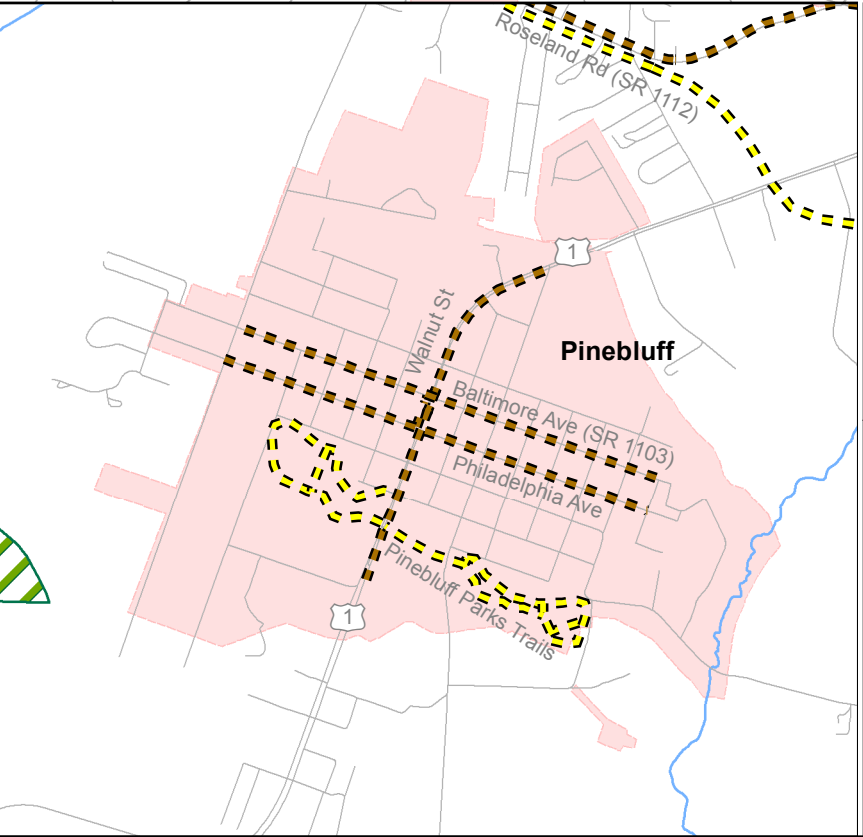 Roseland Rd (SR 1112)
1
Walnut St
Pinebluff
Baltimore Ave (SR 1103)
Philadelphia Ave
Pinebluff Parks Trails
1